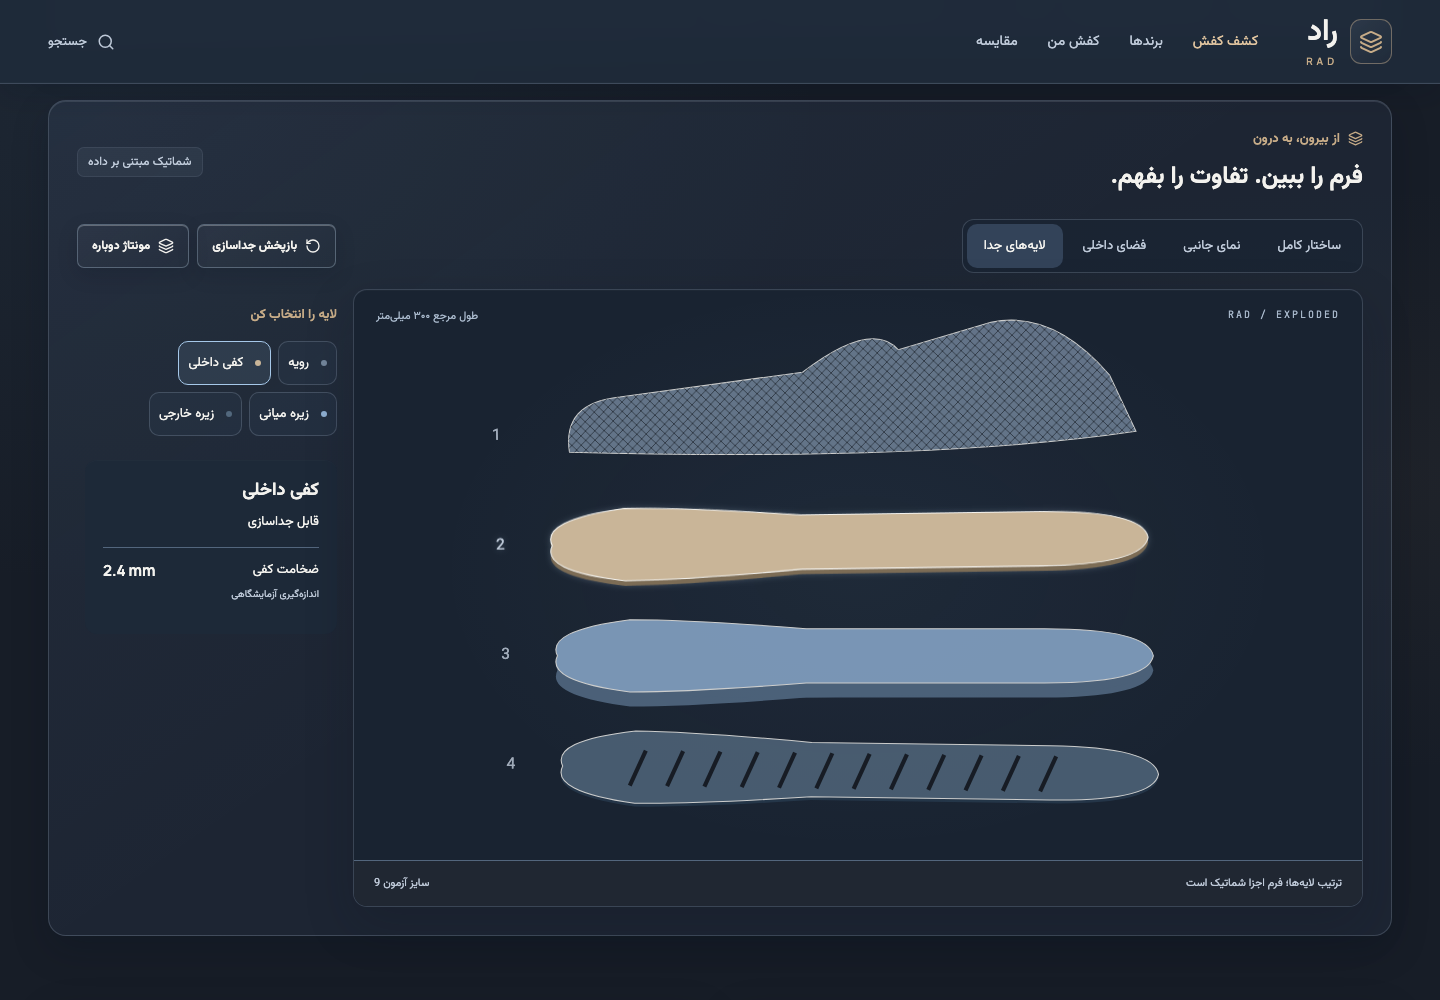 راد
RAD
کشف کفش
برندها
کفش من
مقایسه
جستجو
از بیرون، به درون
فرم را ببین. تفاوت را بفهم.
شماتیک مبتنی بر داده
ساختار کامل
نمای جانبی
فضای داخلی
لایه‌های جدا
بازپخش جداسازی
مونتاژ دوباره
RAD / EXPLODED
طول مرجع ۳۰۰ میلی‌متر
1
2
3
4
ترتیب لایه‌ها؛ فرم اجزا شماتیک است
سایز آزمون 9
لایه را انتخاب کن
رویه
کفی داخلی
زیره میانی
زیره خارجی
کفی داخلی
قابل جداسازی
ضخامت کفی
2.4 mm
اندازه‌گیری آزمایشگاهی